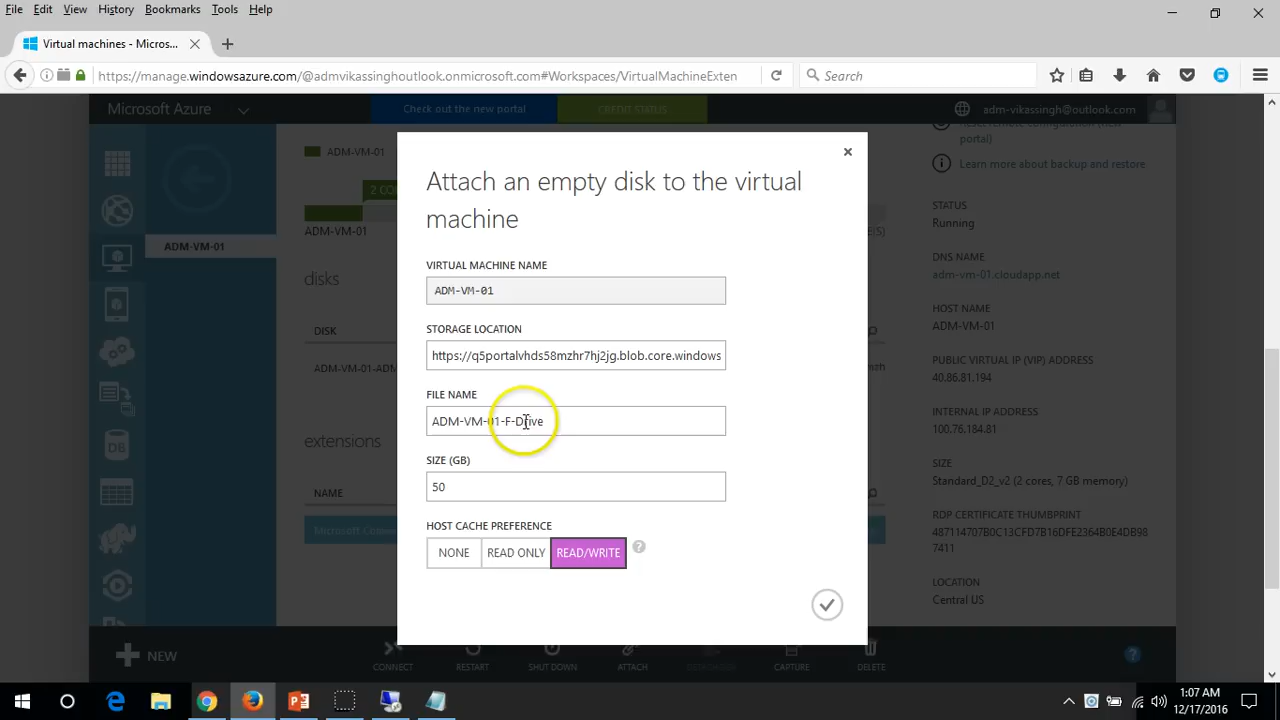 File Edit View History Bookmarks Tools Help
Virtual machines - Micros...
https://manage.windowsazure.com/@admvikassinghoutlook.onmicrosoft.com#Workspaces/VirtualMachineExten
Search
Microsoft Azure
Check out the new portal
CREDIT STATUS
adm-vikassingh@outlook.com
ADM-VM-01
portal)
Learn more about backup and restore
ADM-VM-01
ADM-VM-01
disks
DISK
extensions
NAME
Attach an empty disk to the virtual
machine
VIRTUAL MACHINE NAME
ADM-VM-01
STORAGE LOCATION
https://q5portalvhds58mzhr7hj2jg.blob.core.windows
FILE NAME
ADM-VM-01-F-Drive
SIZE (GB)
50
HOST CACHE PREFERENCE
NONE READ ONLY READ/WRITE
STATUS
Running
DNS NAME
adm-vm-01.cloudapp.net
HOST NAME
ADM-VM-01
PUBLIC VIRTUAL IP (VIP) ADDRESS
40.86.81.194
INTERNAL IP ADDRESS
100.76.184.81
SIZE
Standard_D2_v2 (2 cores, 7 GB memory)
RDP CERTIFICATE THUMBPRINT
487114707B0C13CFD7B16DFE2364BF0E4DB98
7411
LOCATION
Central US
NEW
CONNECT
RESTART
SHUT DOWN
ATTACH
CAPTURE
DELETE
1:07 AM
12/17/2016